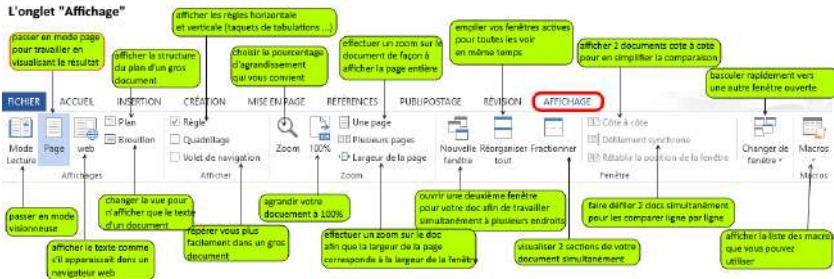 L'onglet "Affichage"
afficher les règles horizontale
et verticale (taquets de tabulations ...)
passer en mode page
pour travailler en
visualisant le résultat
afficher la structure
du plan d'un gros
document
choisir le pourcentage
d'agrandissement
qui vous convient
effectuer un zoom sur le
document de façon à
afficher la page entière
empiler vos fenêtres actives
pour toutes les voir
en même temps
afficher 2 documents cote à cote
pour en simplifier la comparaison
basculer rapidement vers
une autre fenêtre ouverte
FICHIER ACCUEIL INSERTION CRÉATION MISE EN PAGE RÉFÉRENCES PUBLIPOSTAGE RÉVISION AFFICHAGE
Mode
Lecture
Page
web
Plan
Brouillon
Affichages
Règle
Quadrillage
Volet de navigation
Afficher
Zoom
100%
Une page
Plusieurs pages
Largeur de la page
Zoom
Nouvelle
fenêtre
Réorganiser
tout
Fractionner
Côte à côte
Défilement synchrone
Rétablir la position de la fenêtre
Fenêtre
Changer de
fenêtre
Macros
Macros
passer en mode
visionneuse
afficher le texte comme
s'il apparaissait dans un
navigateur web
changer la vue pour
n'afficher que le texte
d'un document
repérer vous plus
facilement dans un gros
document
agrandir votre
docuement à 100%
effectuer un zoom sur le doc
afin que la largeur de la page
corresponde à la largeur de la fenêtre
ouvrir une deuxième fenêtre
pour votre doc afin de travailler
simultanément à plusieurs endroits
visualiser 2 sections de votre
document simultanément
faire défiler 2 docs simultanément
pour les comparer ligne par ligne
afficher la liste des macros
que vous pouvez
utiliser